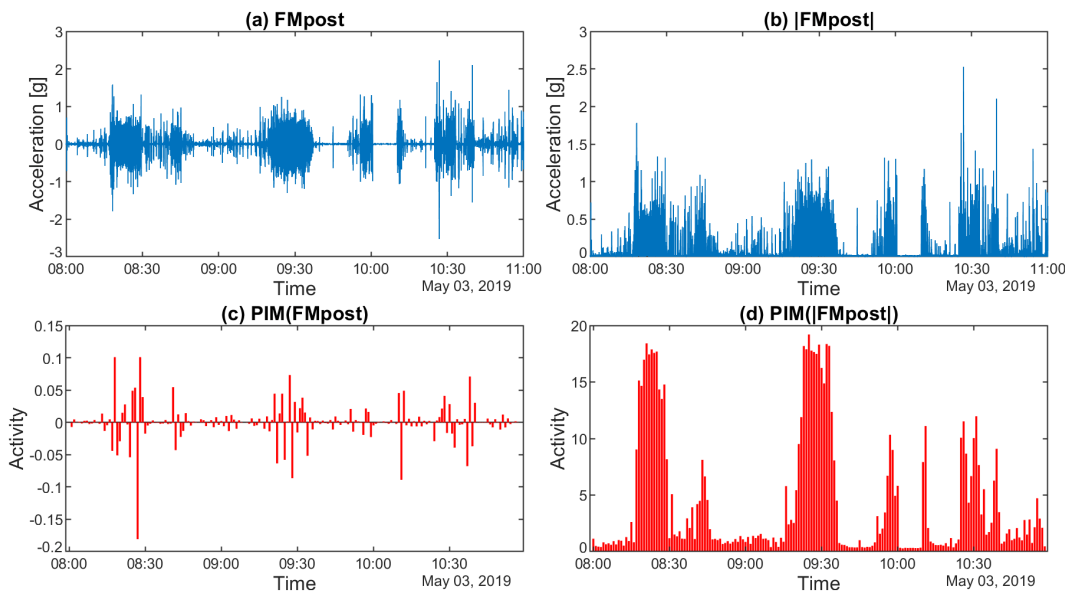 (a) FMpost
Acceleration [g]
3
2
1
0
-1
-2
-3
08:00 08:30 09:00 09:30 10:00 10:30 11:00
Time
May 03, 2019
(b) |FMpost|
Acceleration [g]
3
2.5
2
1.5
1
0.5
0
08:00 08:30 09:00 09:30 10:00 10:30 11:00
Time
May 03, 2019
(c) PIM(FMpost)
Activity
0.15
0.1
0.05
0
-0.05
-0.1
-0.15
-0.2
08:00 08:30 09:00 09:30 10:00 10:30
Time
May 03, 2019
(d) PIM(|FMpost|)
Activity
20
15
10
5
0
08:00 08:30 09:00 09:30 10:00 10:30
Time
May 03, 2019